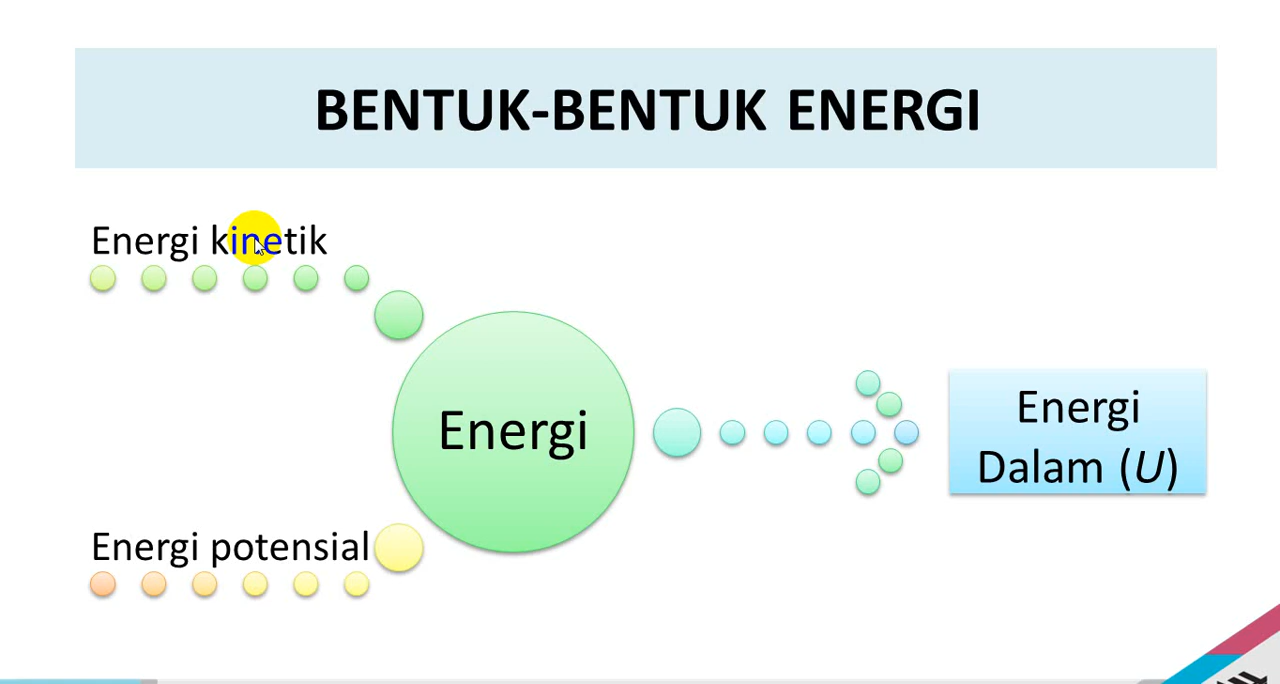 BENTUK-BENTUK ENERGI
Energi kinetik
Energi
Energi
Dalam (U)
Energi potensial